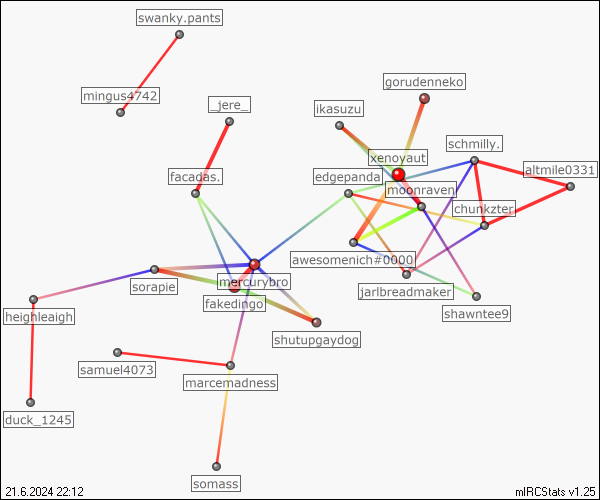 swanky.pants
mingus4742
_jere_
gorudenneko
ikasuzu
schmilly.
xenoyaut
altmile0331
facadas.
edgepanda
moonraven
chunkzter
awesomenich#0000
mercurybro
sorapie
jarlbreadmaker
fakedingo
shawntee9
heighleaigh
shutupgaydog
samuel4073
marcemadness
duck_1245
somass
21.6.2024 22:12
mIRCStats v1.25